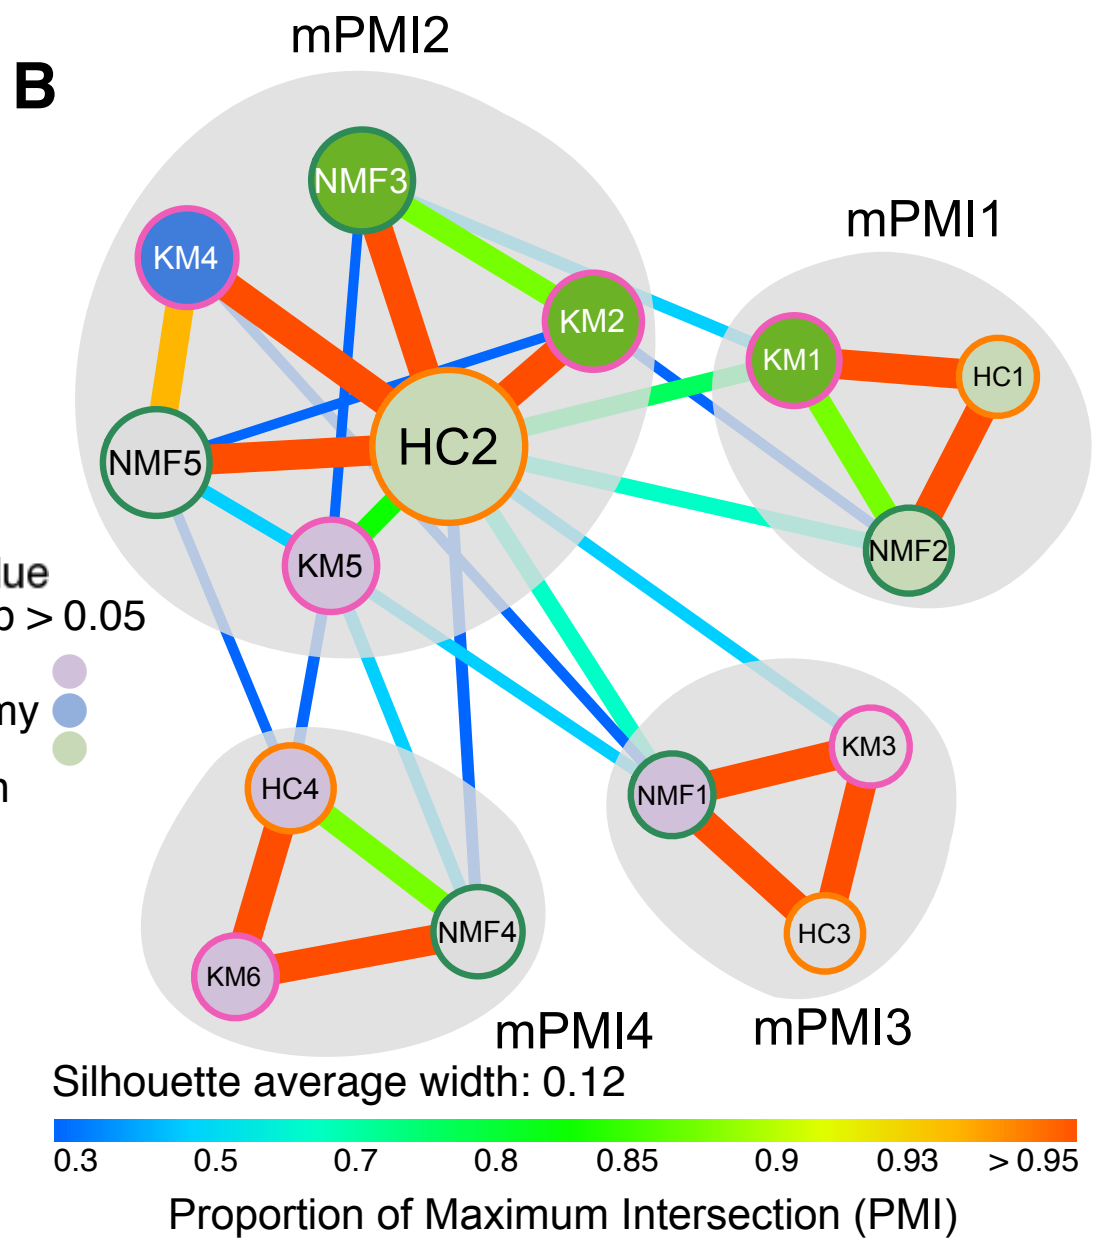 mPMI2
B
NMF3
mPMI1
KM4
KM2
KM1
HC1
HC2
NMF5
NMF2
KM5
p > 0.05
KM3
HC4
NMF1
NMF4
HC3
KM6
mPMI4
mPMI3
Silhouette average width: 0.12
0.3 0.5 0.7 0.8 0.85 0.9 0.93 > 0.95
Proportion of Maximum Intersection (PMI)